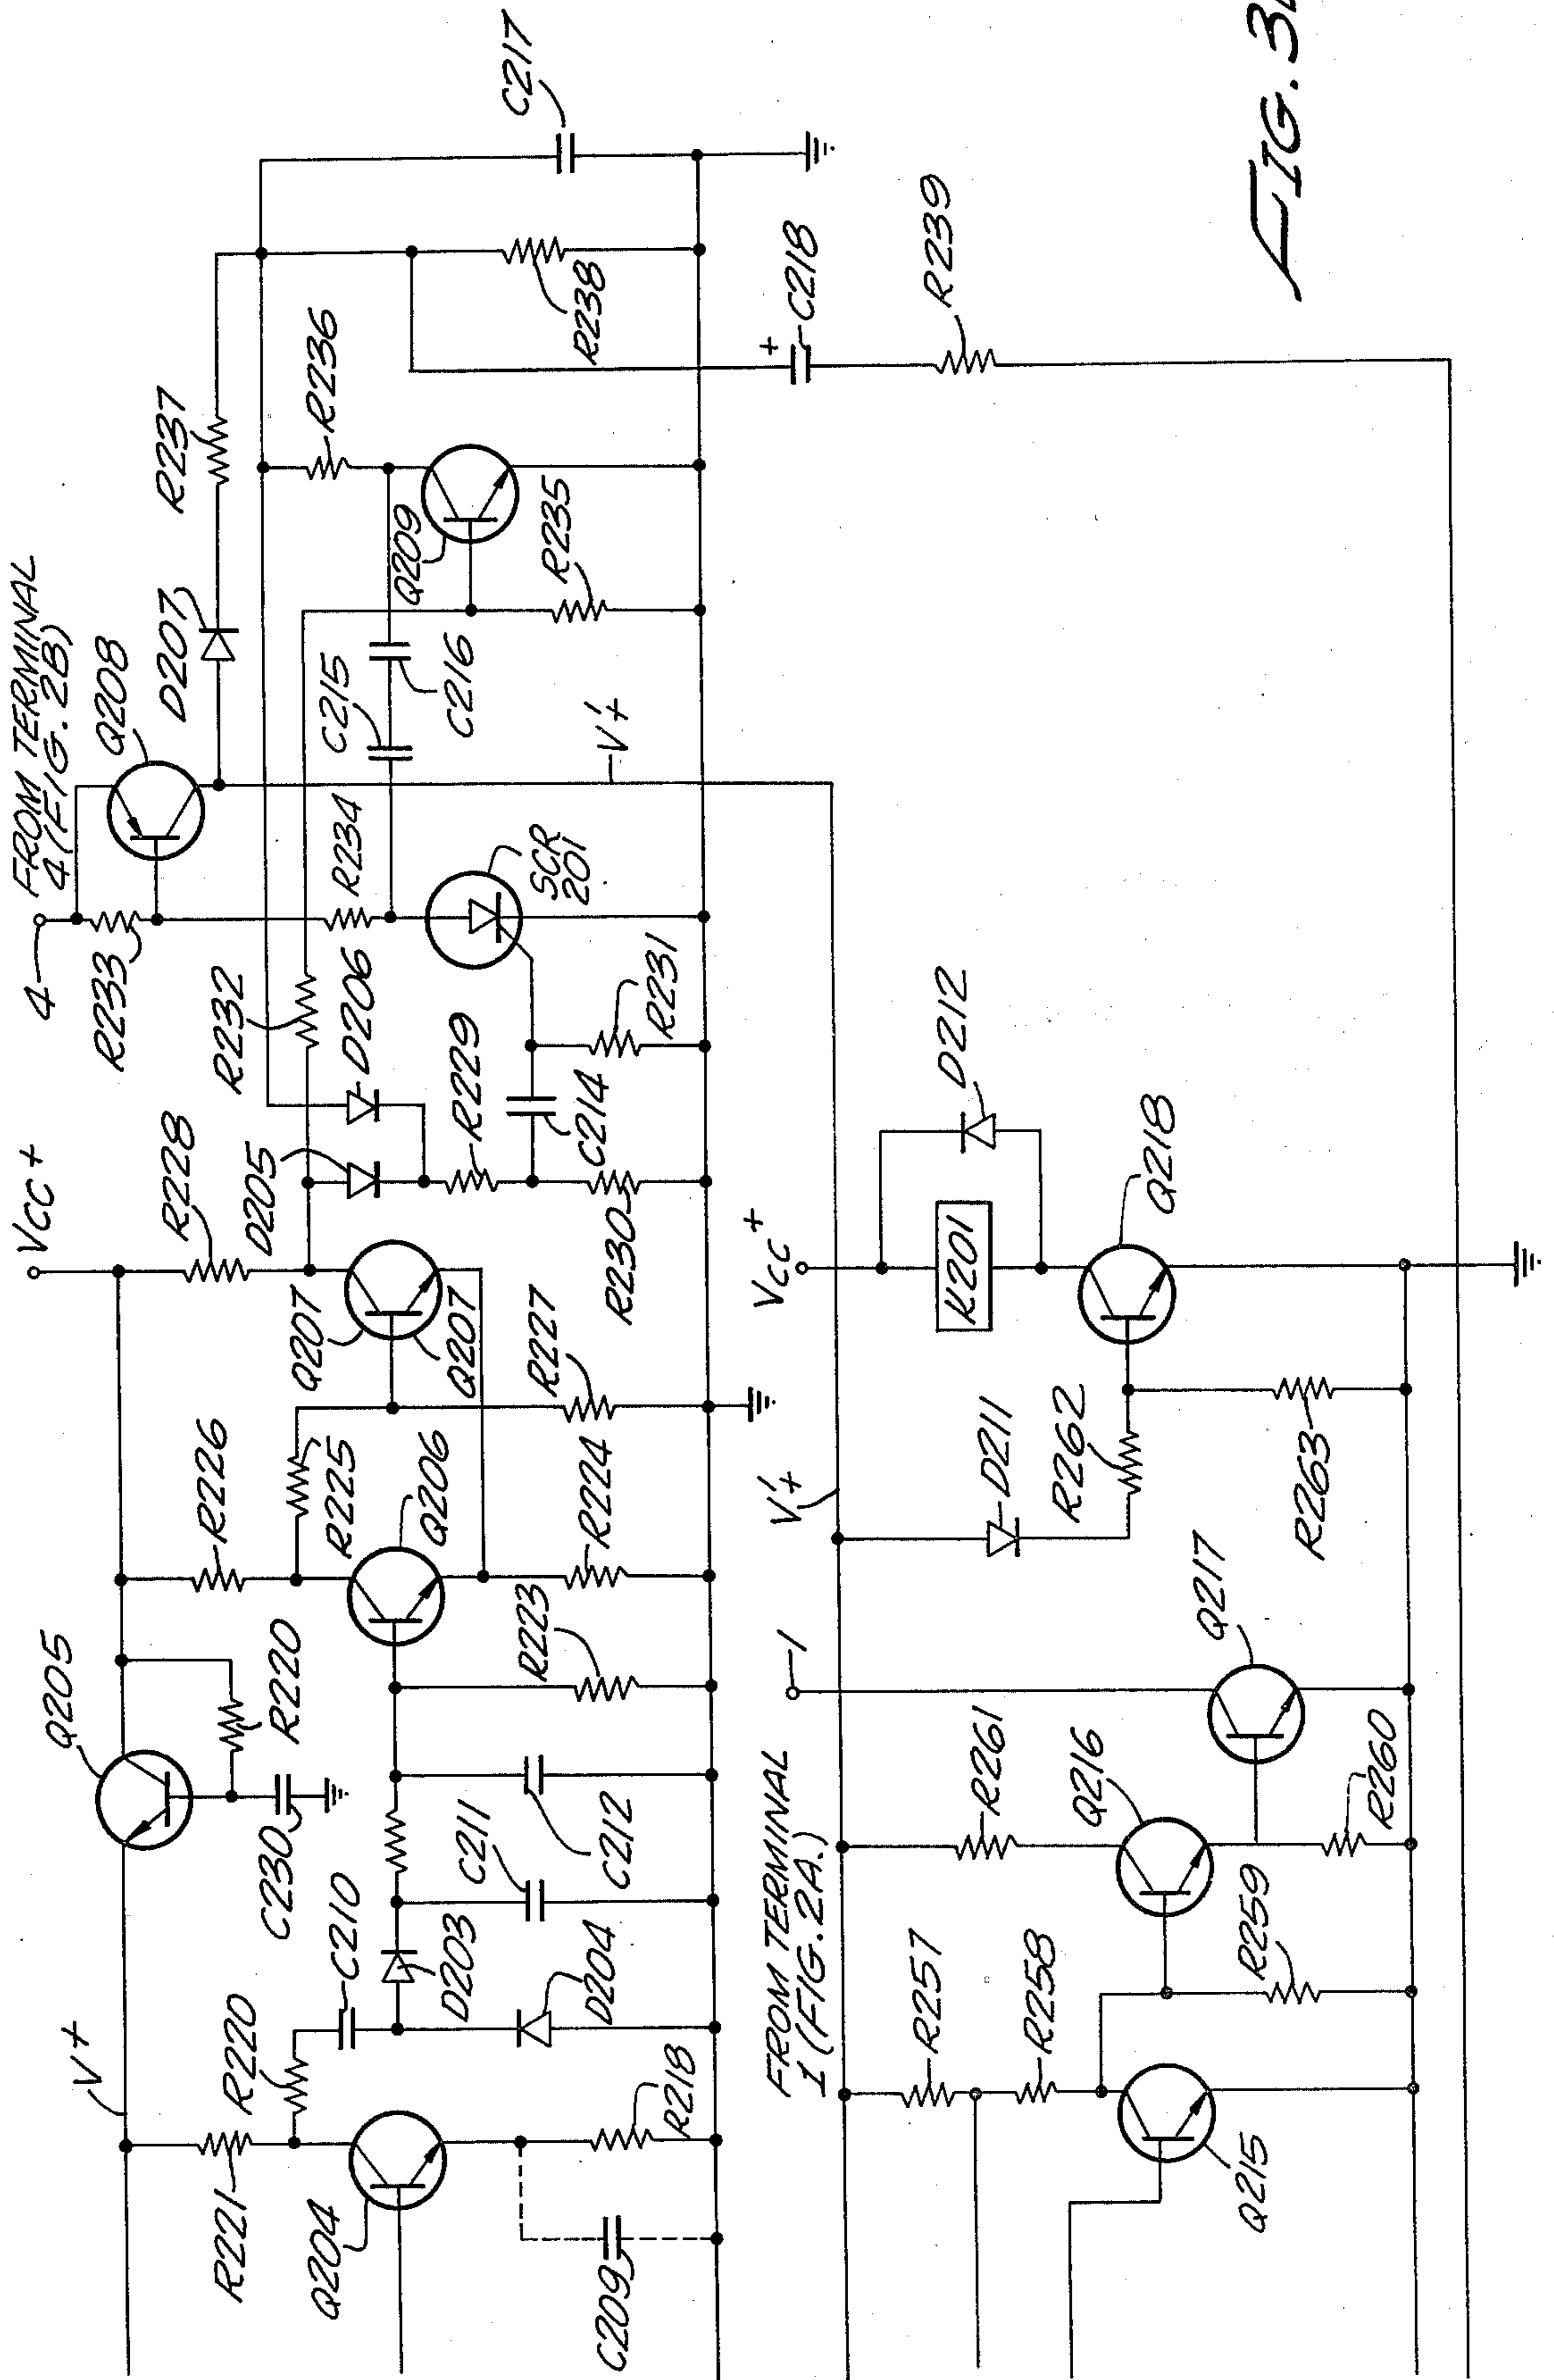 FROM TERMINAL
4 (FIG. 2B)
4
VCC+
V+
Q205
R226
R228
R233
Q208
D207
R237
R236
C217
R221
R220
C210
C230
R220
R225
Q207
D205
R232
D206
R234
C215
C216
Q209
R238
Q204
D203
C211
Q206
Q207
R229
SCR
201
R235
C209
R218
D204
C212
R223
R224
R227
R230
C214
R231
V'+
+
C218
R239
FROM TERMINAL
1 (FIG. 2A.)
1
V'+
VCC+
K201
D212
R257
R258
R261
Q216
D211
R262
Q218
Q215
R259
R260
Q217
R263